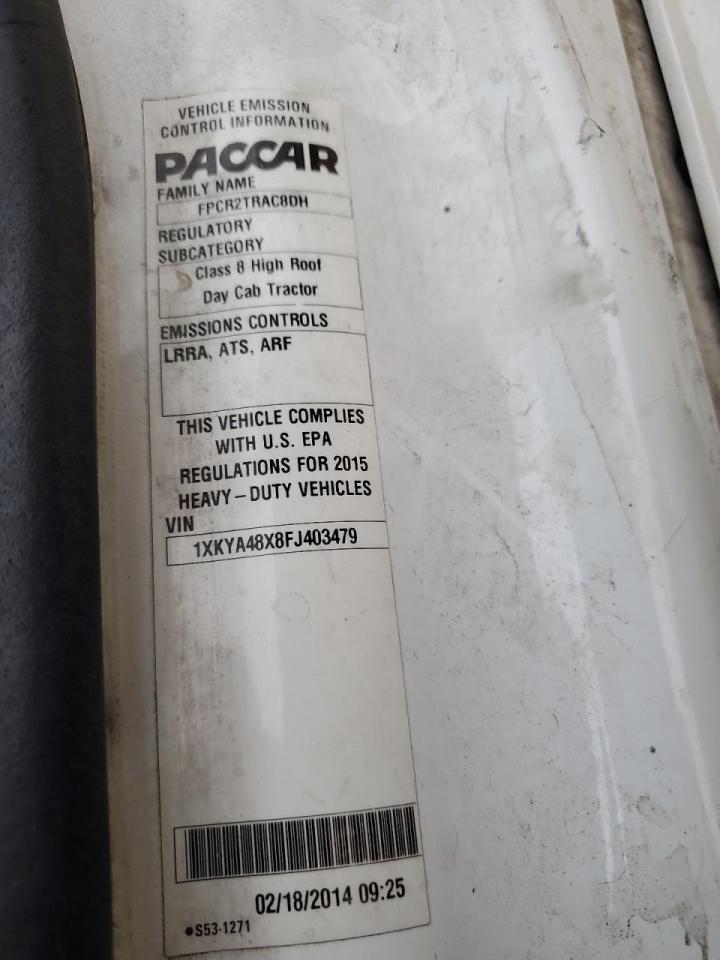 VEHICLE EMISSION
CONTROL INFORMATION
PACCAR
FAMILY NAME
FPCR2TRAC8DH
REGULATORY
SUBCATEGORY
Class 8 High Roof
Day Cab Tractor
EMISSIONS CONTROLS
LRRA, ATS, ARF
THIS VEHICLE COMPLIES
WITH U.S. EPA
REGULATIONS FOR 2015
HEAVY-DUTY VEHICLES
VIN
1XKYA48X8FJ403479
02/18/2014 09:25
●S53-1271